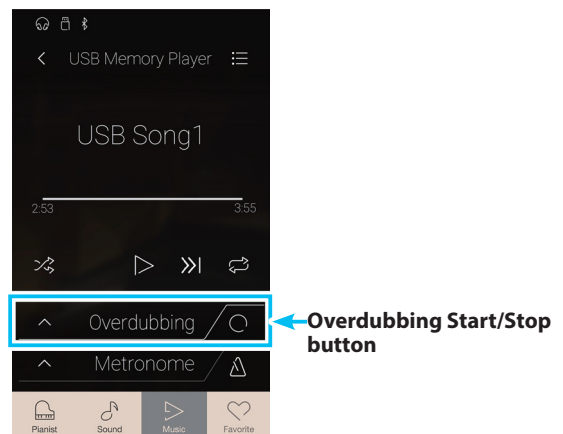 USB Memory Player
USB Song1
2:53 3:55
Overdubbing
Overdubbing Start/Stop
button
Metronome
Pianist Sound Music Favorite